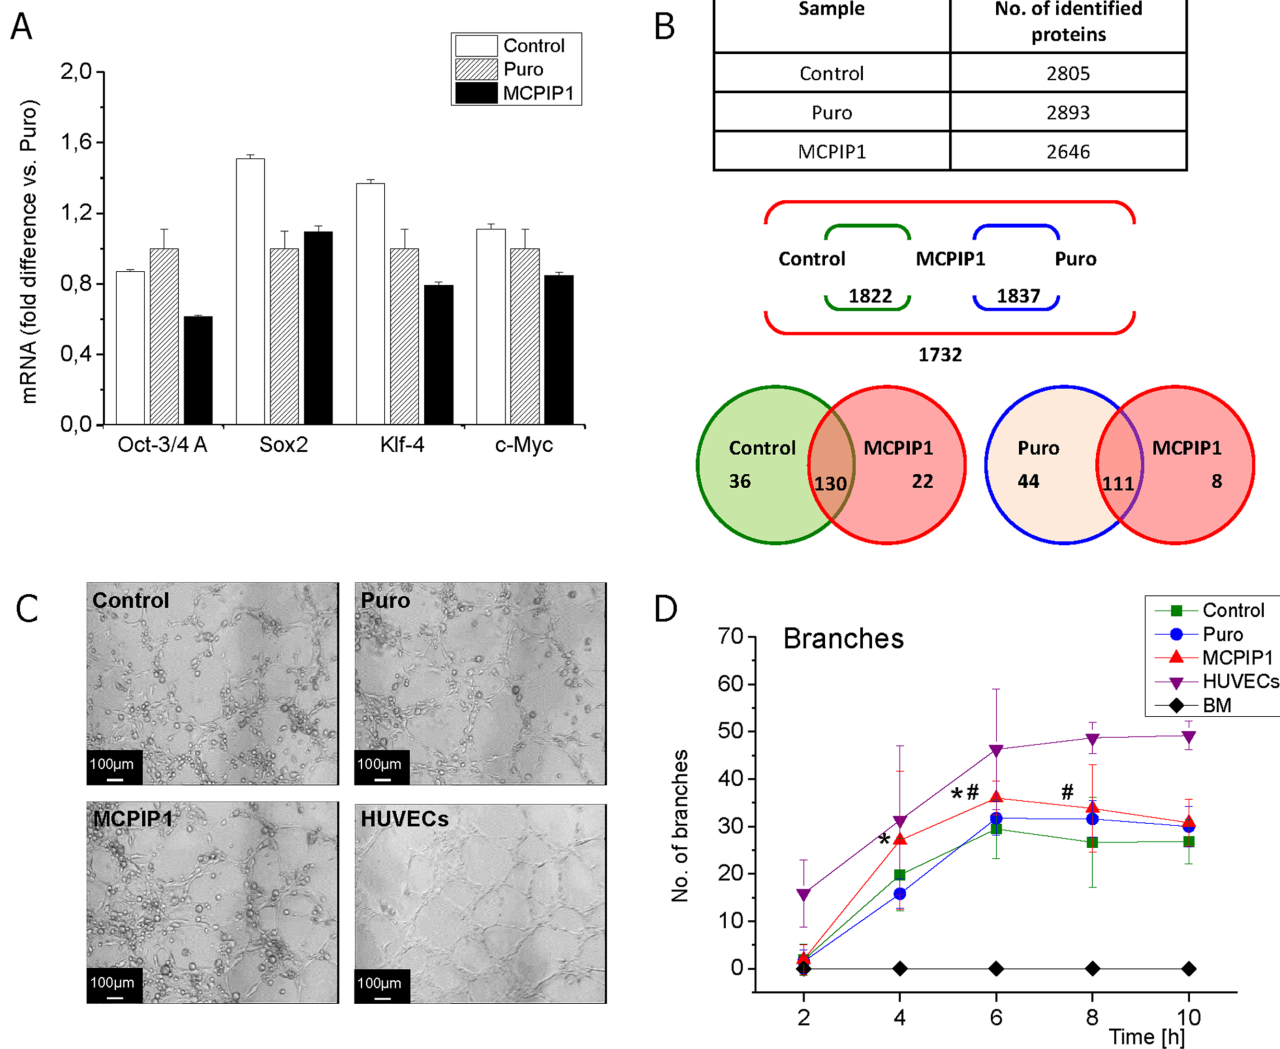 A
Control
Puro
MCPIP1
mRNA (fold difference vs. Puro)
2,0
1,6
1,2
0,8
0,4
0,0
Oct-3/4 A Sox2 Klf-4 c-Myc
B
Sample No. of identified
proteins
Control 2805
Puro 2893
MCPIP1 2646
Control MCPIP1 Puro
1822 1837
1732
Control MCPIP1
36 130 22
Puro MCPIP1
44 111 8
C
Control
100µm
Puro
100µm
MCPIP1
100µm
HUVECs
100µm
D
Branches
Control
Puro
MCPIP1
HUVECs
BM
No. of branches
70
60
50
40
30
20
10
0
*
*#
#
2 4 6 8 10
Time [h]